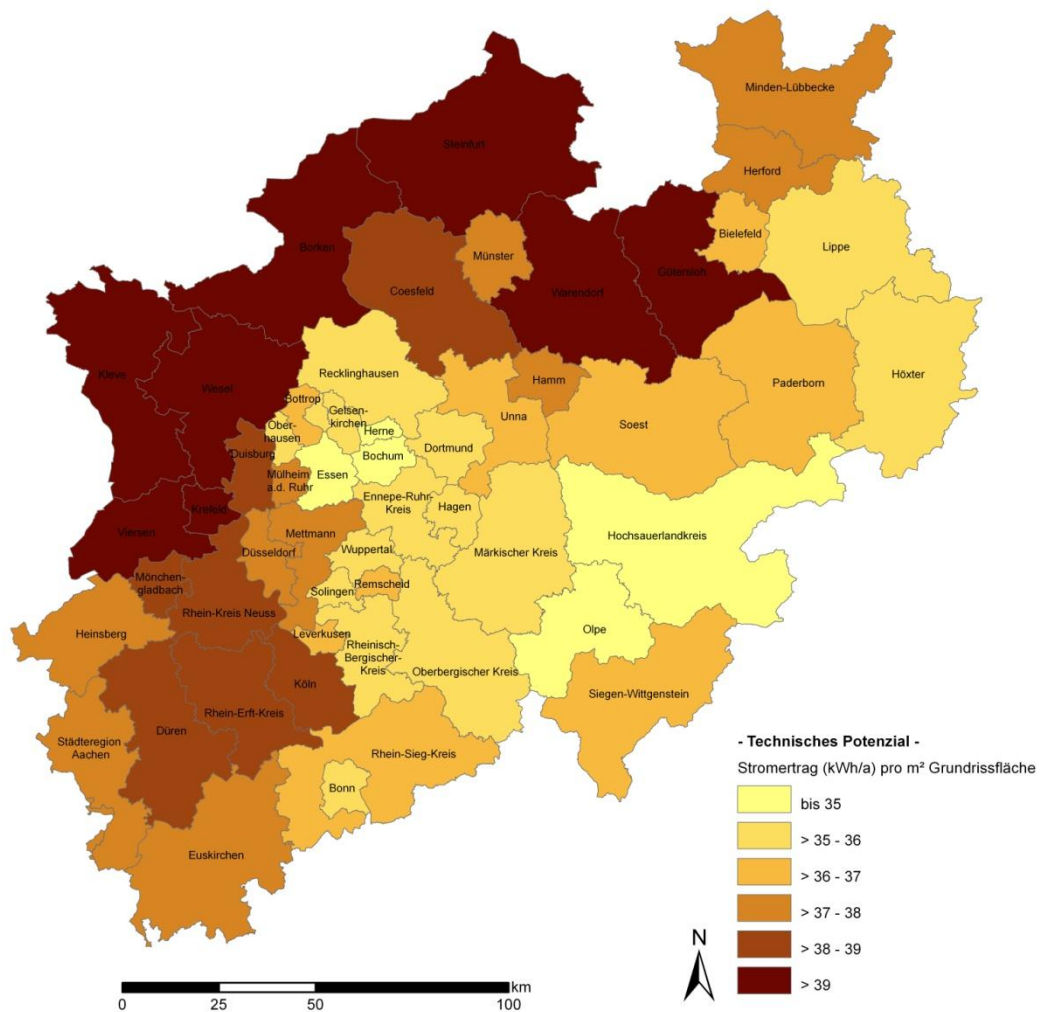 Minden-Lübbecke
Steinfurt
Herford
Bielefeld
Lippe
Borken
Münster
Gütersloh
Coesfeld
Warendorf
Kleve
Wesel
Recklinghausen
Hamm
Paderborn
Höxter
Bottrop
Gelsen-
kirchen
Unna
Soest
Ober-
hausen
Herne
Dortmund
Duisburg
Bochum
Essen
Mülheim
a.d. Ruhr
Ennepe-Ruhr-
Kreis
Hagen
Krefeld
Viersen
Mettmann
Hochsauerlandkreis
Düsseldorf
Wuppertal
Märkischer Kreis
Mönchen-
gladbach
Remscheid
Solingen
Rhein-Kreis Neuss
Heinsberg
Leverkusen
Olpe
Rheinisch-
Bergischer-
Kreis
Oberbergischer Kreis
Köln
Siegen-Wittgenstein
Rhein-Erft-Kreis
Düren
Städteregion
Aachen
Rhein-Sieg-Kreis
Bonn
Euskirchen
- Technisches Potenzial -
Stromertrag (kWh/a) pro m² Grundrissfläche
bis 35
> 35 - 36
> 36 - 37
> 37 - 38
> 38 - 39
> 39
N
km
0 25 50 100